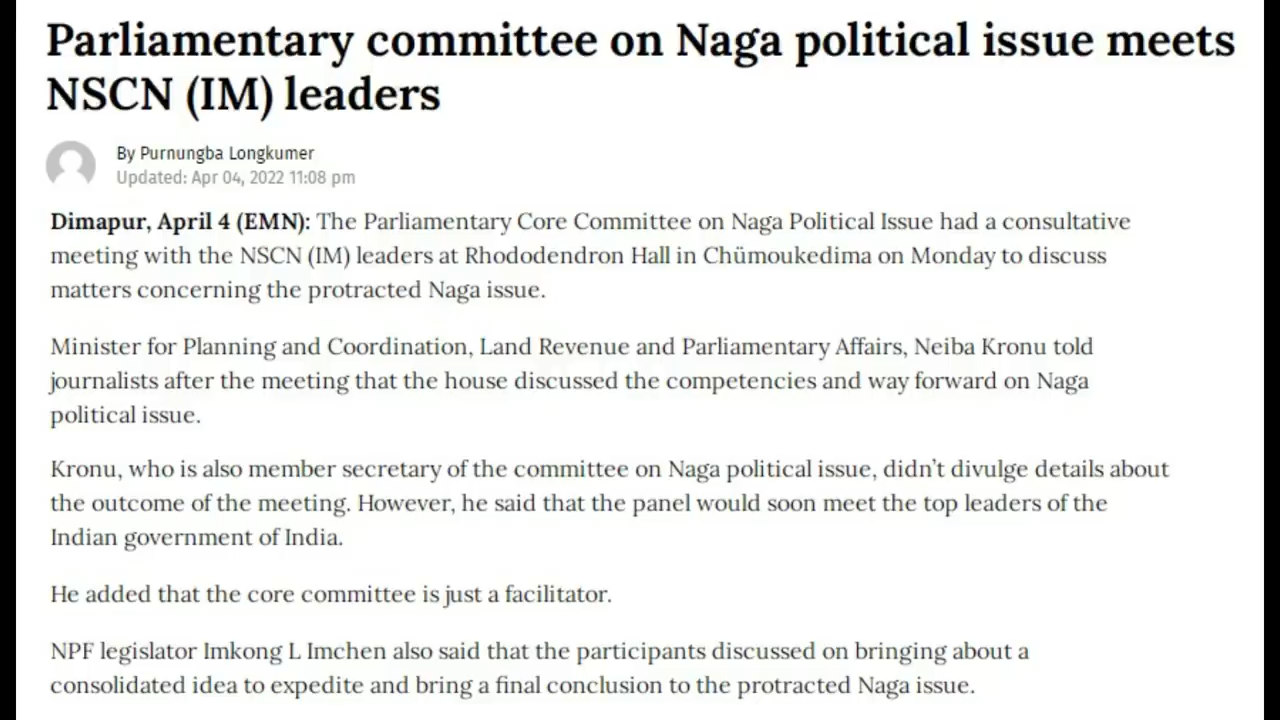 Parliamentary committee on Naga political issue meets
NSCN (IM) leaders
By Purnungba Longkumer
Updated: Apr 04, 2022 11:08 pm
Dimapur, April 4 (EMN): The Parliamentary Core Committee on Naga Political Issue had a consultative
meeting with the NSCN (IM) leaders at Rhododendron Hall in Chümoukedima on Monday to discuss
matters concerning the protracted Naga issue.
Minister for Planning and Coordination, Land Revenue and Parliamentary Affairs, Neiba Kronu told
journalists after the meeting that the house discussed the competencies and way forward on Naga
political issue.
Kronu, who is also member secretary of the committee on Naga political issue, didn't divulge details about
the outcome of the meeting. However, he said that the panel would soon meet the top leaders of the
Indian government of India.
He added that the core committee is just a facilitator.
NPF legislator Imkong L Imchen also said that the participants discussed on bringing about a
consolidated idea to expedite and bring a final conclusion to the protracted Naga issue.